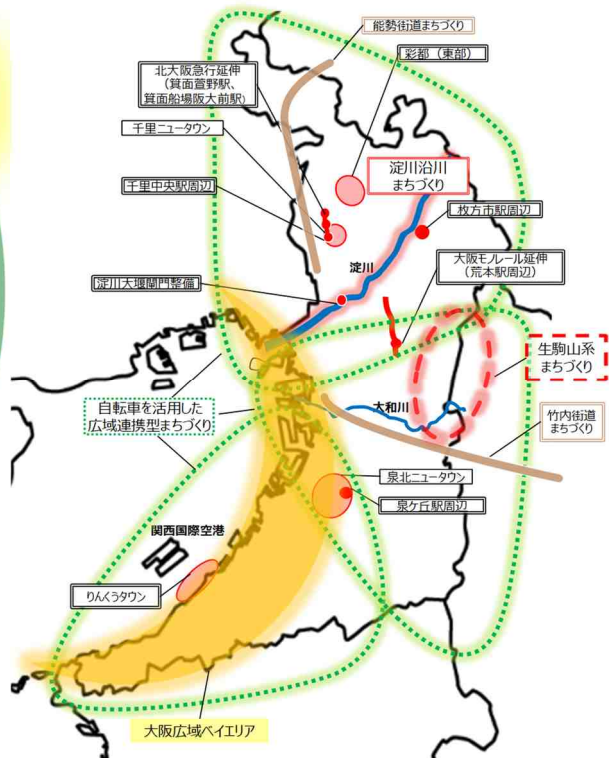 能勢街道まちづくり
彩都（東部）
北大阪急行延伸
（箕面萱野駅、
箕面船場阪大前駅）
千里ニュータウン
千里中央駅周辺
淀川沿川
まちづくり
枚方市駅周辺
大阪モノレール延伸
（荒本駅周辺）
淀川
淀川大堰閘門整備
生駒山系
まちづくり
自転車を活用した
広域連携型まちづくり
大和川
竹内街道
まちづくり
泉北ニュータウン
泉ケ丘駅周辺
関西国際空港
りんくうタウン
大阪広域ベイエリア